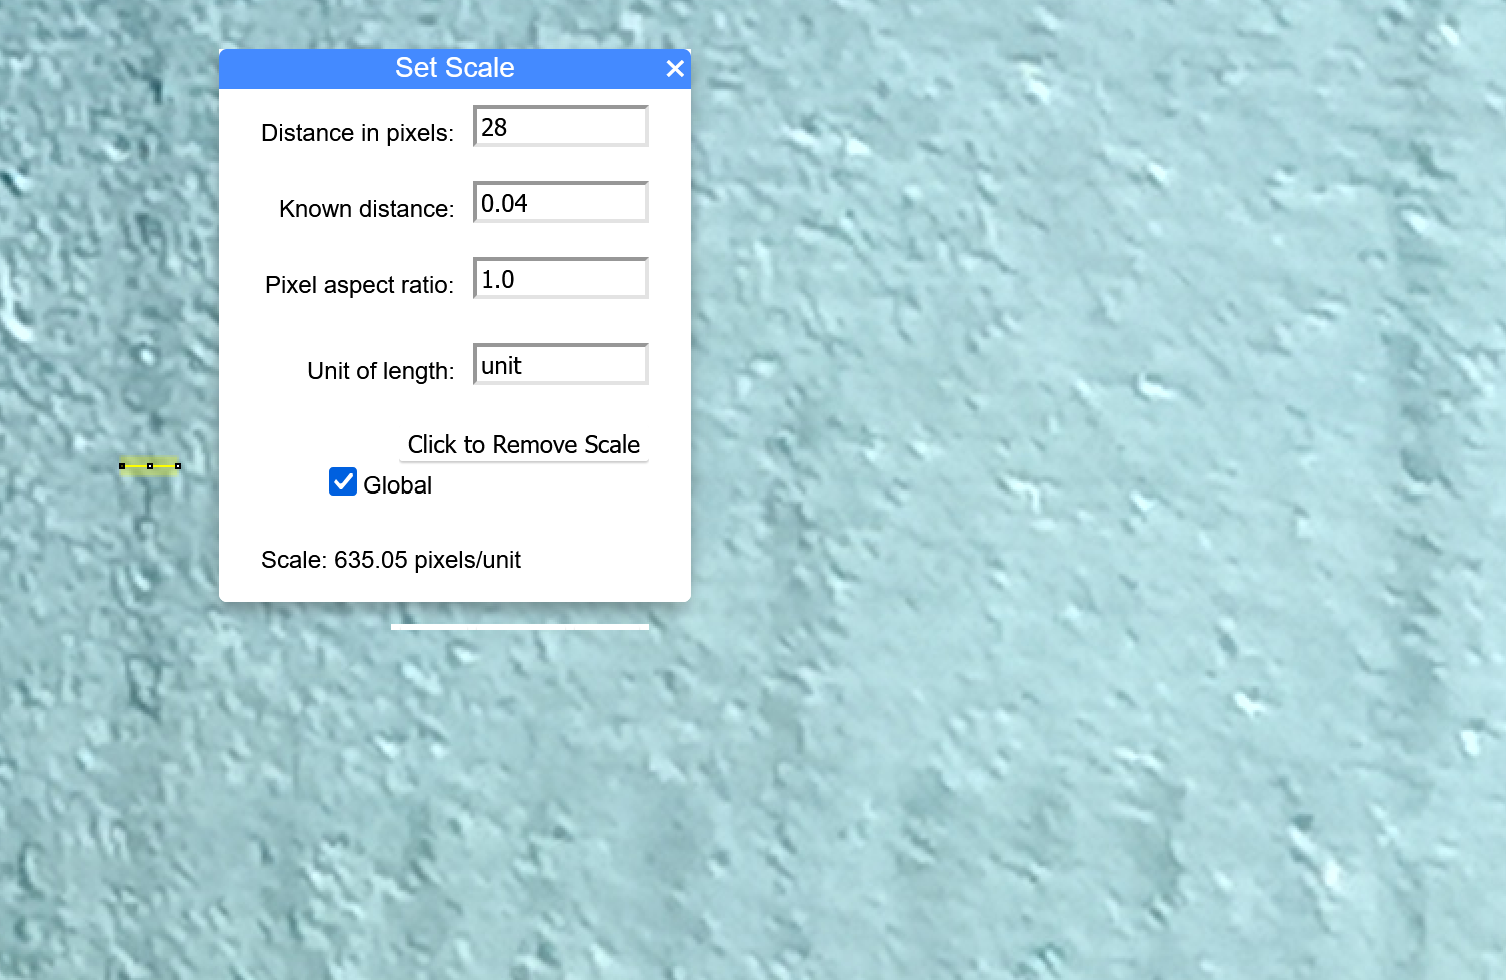 Set Scale
Distance in pixels: 28
Known distance: 0.04
Pixel aspect ratio: 1.0
Unit of length: unit
Click to Remove Scale
Global
Scale: 635.05 pixels/unit